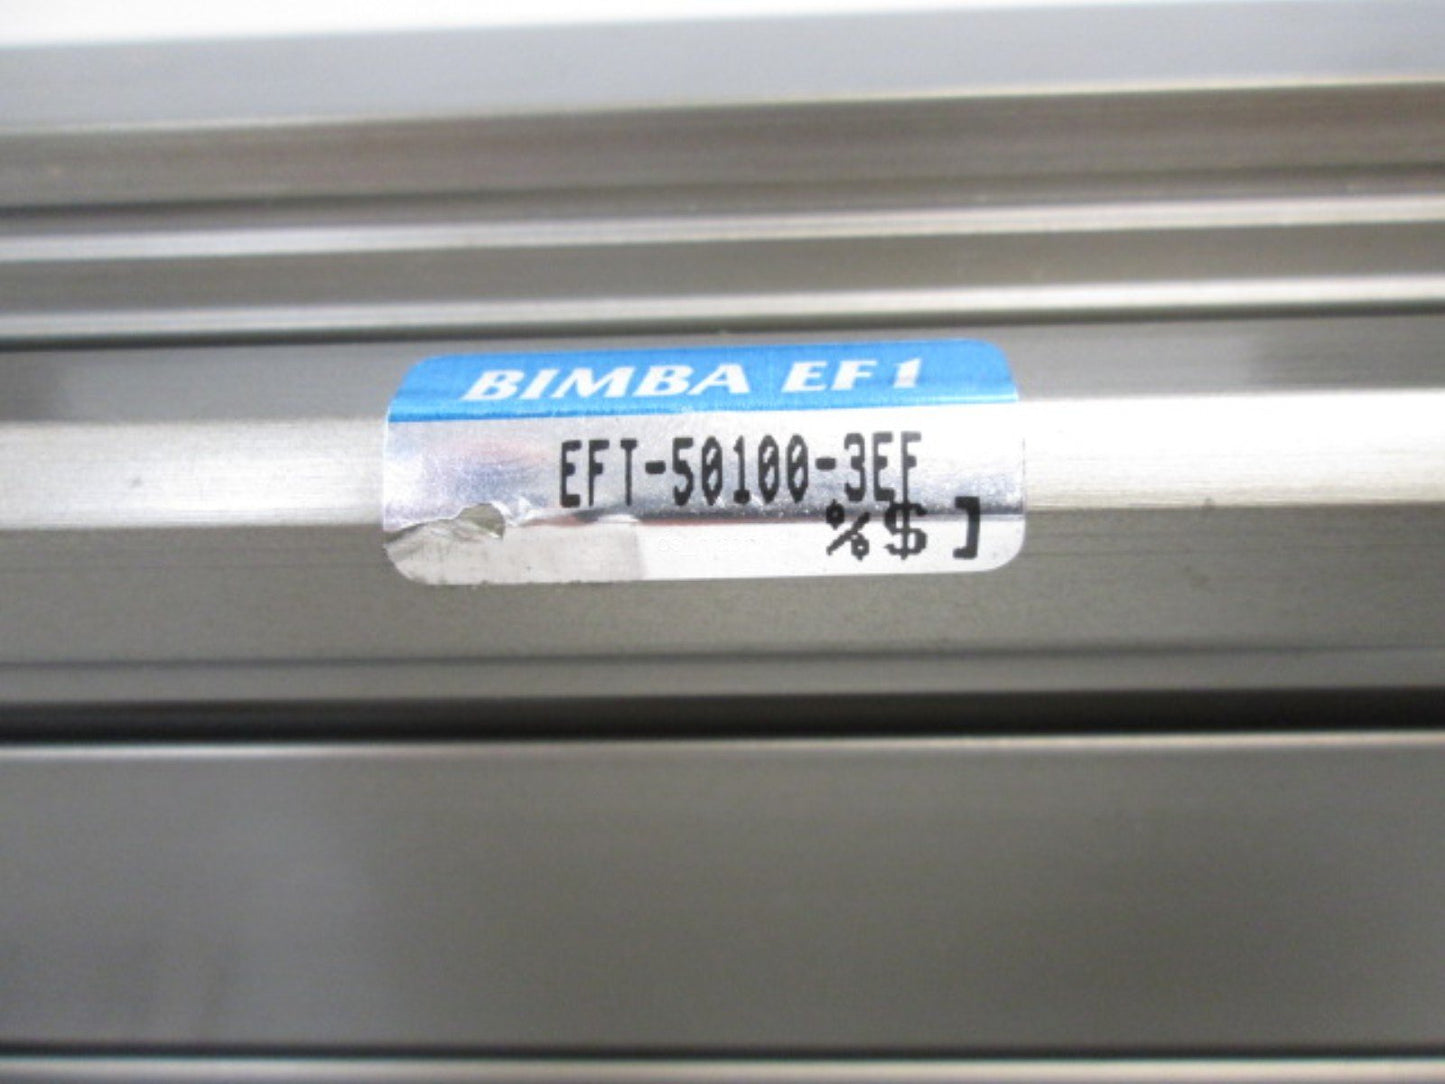 BIMBA EF1
EFT-50100-3EF
%$ ]